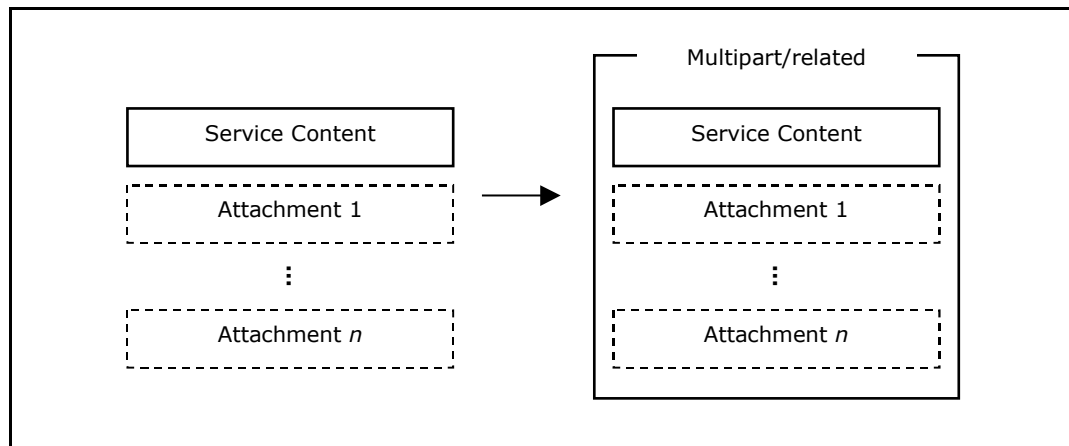 Multipart/related
Service Content
Service Content
Attachment 1
Attachment 1
⋮
⋮
Attachment n
Attachment n